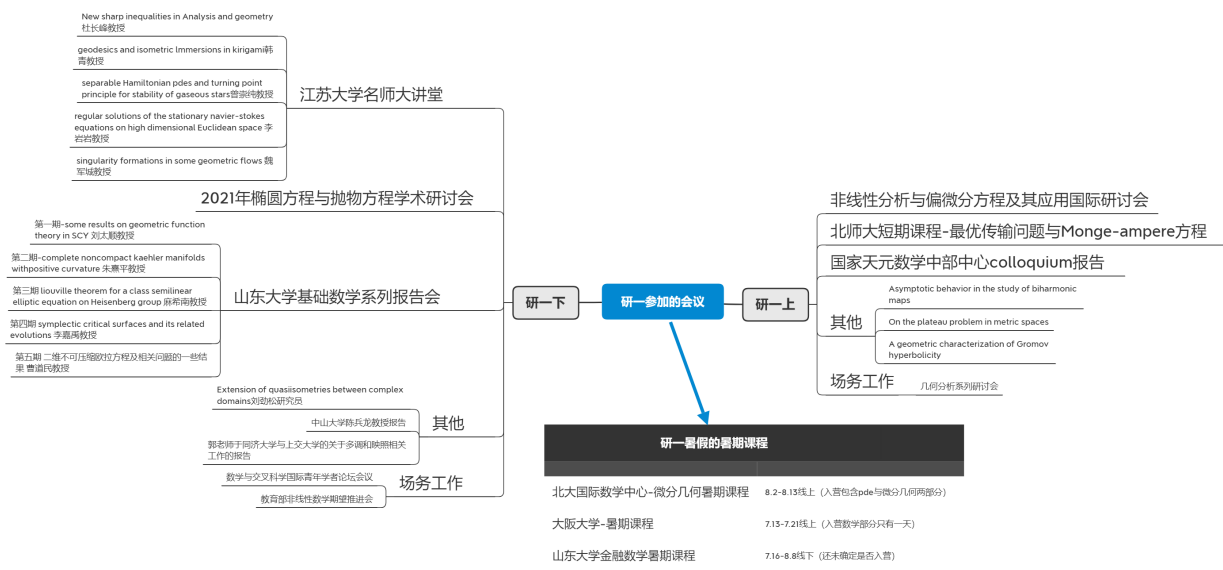 New sharp inequalities in Analysis and geometry
杜长峰教授
geodesics and isometric lmmersions in kirigami韩
青教授
separable Hamiltonian pdes and turning point
principle for stability of gaseous stars曾崇纯教授
regular solutions of the stationary navier-stokes
equations on high dimensional Euclidean space 李
岩岩教授
singularity formations in some geometric flows 魏
军城教授
江苏大学名师大讲堂
2021年椭圆方程与抛物方程学术研讨会
第一期-some results on geometric function
theory in SCY 刘太顺教授
第二期-complete noncompact kaehler manifolds
withpositive curvature 朱熹平教授
第三期 liouville theorem for a class semilinear
elliptic equation on Heisenberg group 麻希南教授
第四期 symplectic critical surfaces and its related
evolutions 李嘉禹教授
第五期 二维不可压缩欧拉方程及相关问题的一些结
果 曹道民教授
山东大学基础数学系列报告会
Extension of quasiisometries between complex
domains刘劲松研究员
中山大学陈兵龙教授报告
郭老师于同济大学与上交大学的关于多调和映照相关
工作的报告
其他
数学与交叉科学国际青年学者论坛会议
教育部非线性数学期望推进会
场务工作
研一下
研一参加的会议
研一上
非线性分析与偏微分方程及其应用国际研讨会
北师大短期课程-最优传输问题与Monge-ampere方程
国家天元数学中部中心colloquium报告
其他
Asymptotic behavior in the study of biharmonic
maps
On the plateau problem in metric spaces
A geometric characterization of Gromov
hyperbolicity
场务工作
几何分析系列研讨会
研一暑假的暑期课程
北大国际数学中心-微分几何暑期课程
8.2-8.13线上（入营包含pde与微分几何两部分）
大阪大学-暑期课程
7.13-7.21线上（入营数学部分只有一天）
山东大学金融数学暑期课程
7.16-8.8线下（还未确定是否入营）